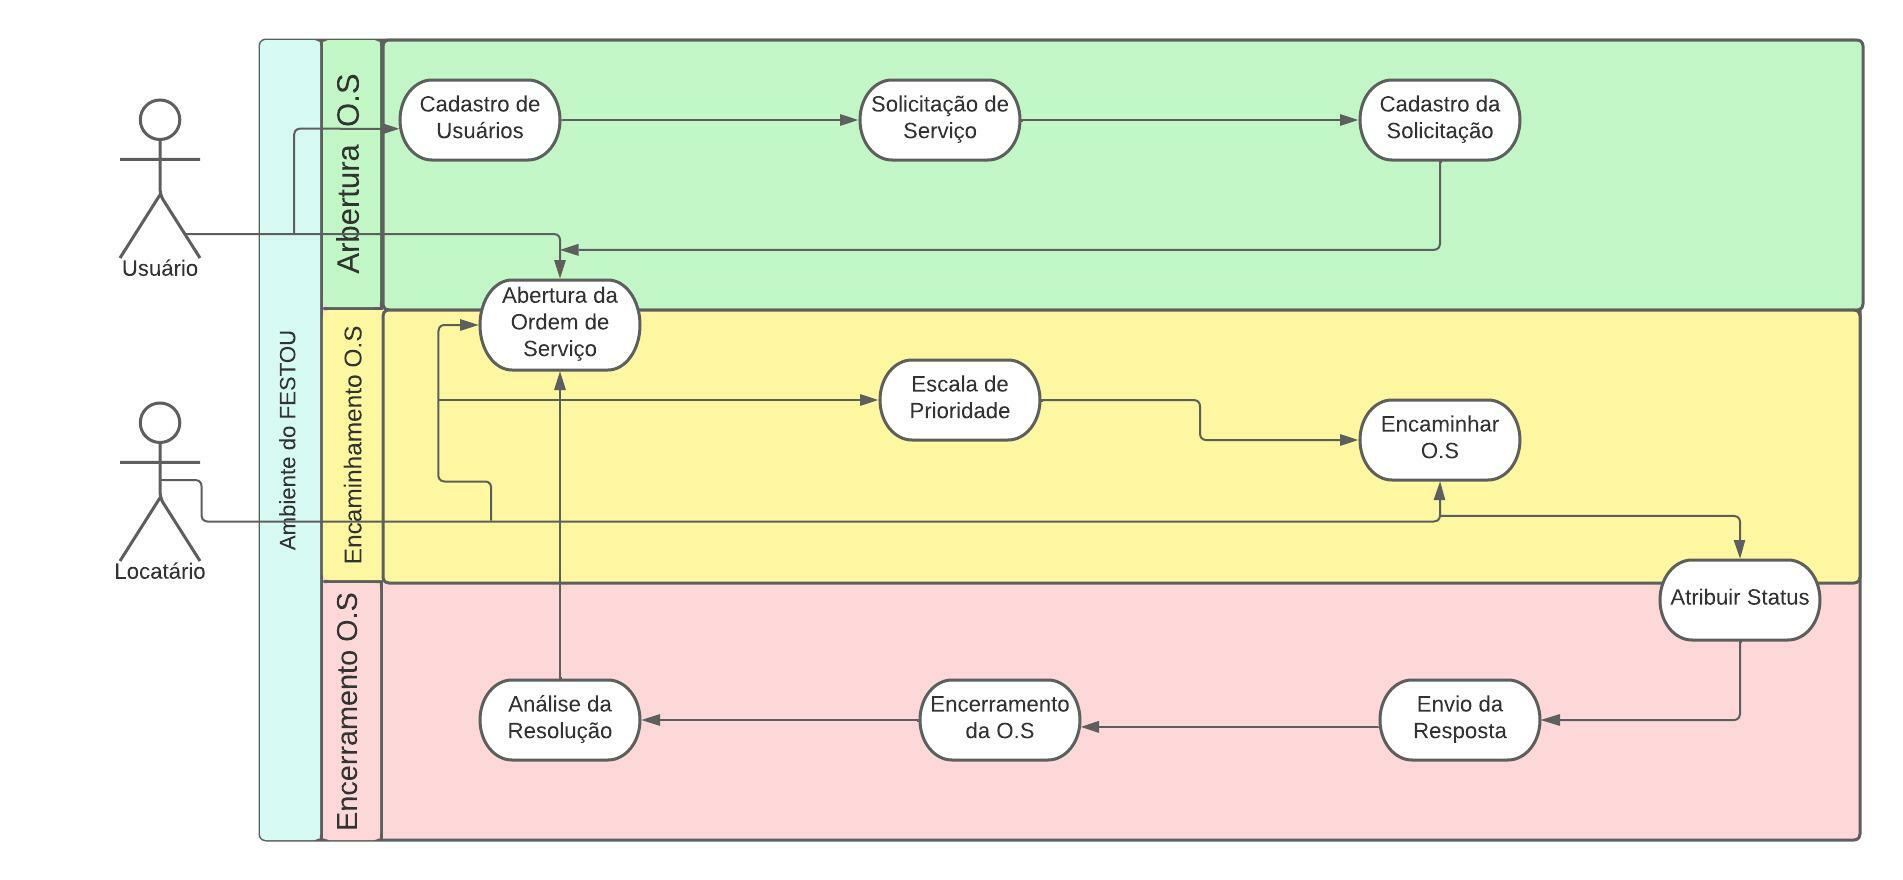 Usuário
Locatário
Ambiente do FESTOU
Arbertura O.S
Cadastro de
Usuários
Solicitação de
Serviço
Cadastro da
Solicitação
Abertura da
Ordem de
Serviço
Encaminhamento O.S
Escala de
Prioridade
Encaminhar
O.S
Atribuir Status
Encerramento O.S
Análise da
Resolução
Encerramento
da O.S
Envio da
Resposta